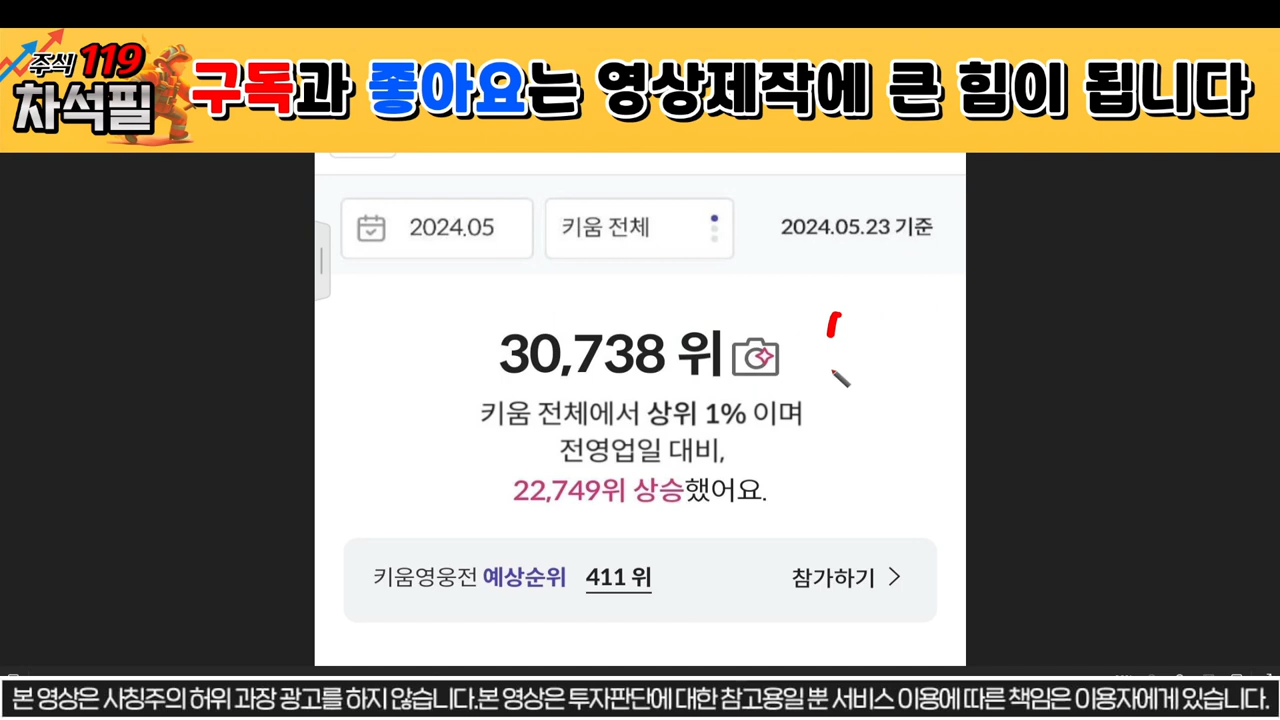 주식 119
차석필
구독과 좋아요는 영상제작에 큰 힘이 됩니다
2024.05
키움 전체
2024.05.23 기준
30,738 위
키움 전체에서 상위 1% 이며
전영업일 대비,
22,749위 상승했어요.
키움영웅전 예상순위 411 위
참가하기
본 영상은 사칭주의 허위 과장 광고를 하지 않습니다.본 영상은 투자판단에 대한 참고용일 뿐 서비스 이용에 따른 책임은 이용자에게 있습니다.